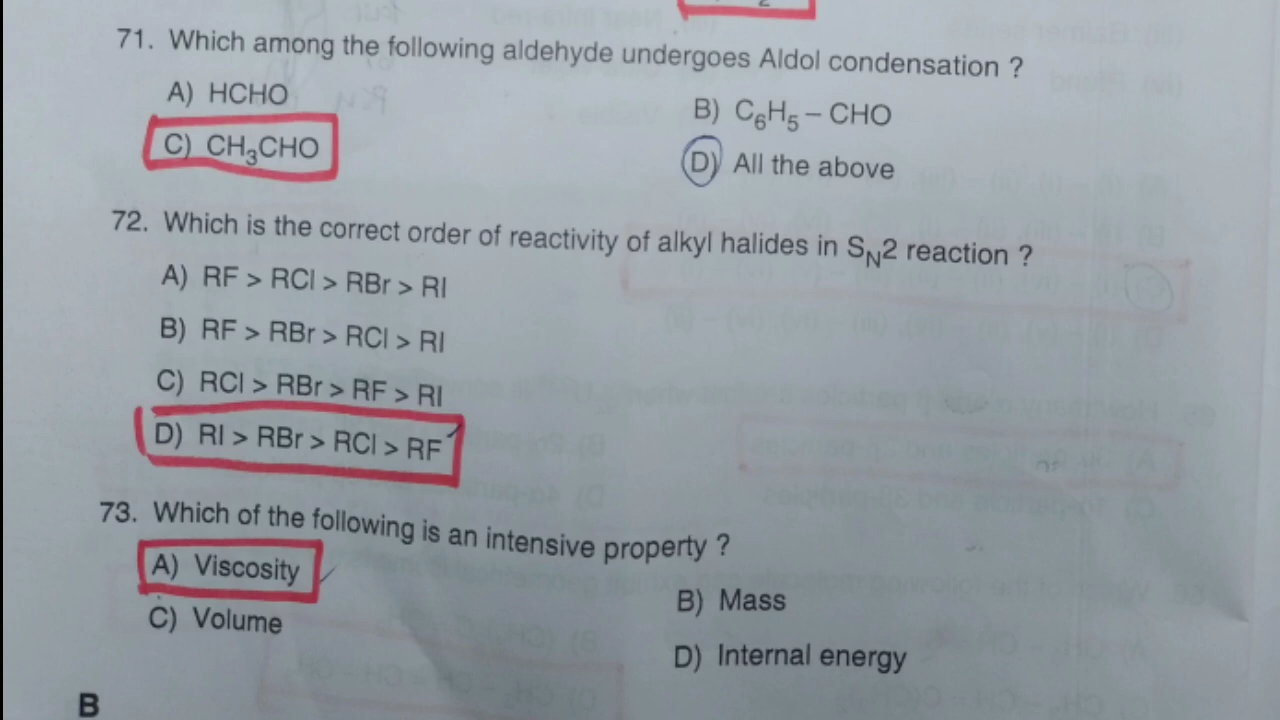 71. Which among the following aldehyde undergoes Aldol condensation ?
A) HCHO
B) C6H5 – CHO
C) CH3CHO
D) All the above
72. Which is the correct order of reactivity of alkyl halides in SN2 reaction ?
A) RF > RCl > RBr > RI
B) RF > RBr > RCl > RI
C) RCl > RBr > RF > RI
D) RI > RBr > RCl > RF
73. Which of the following is an intensive property ?
A) Viscosity
B) Mass
C) Volume
D) Internal energy
B